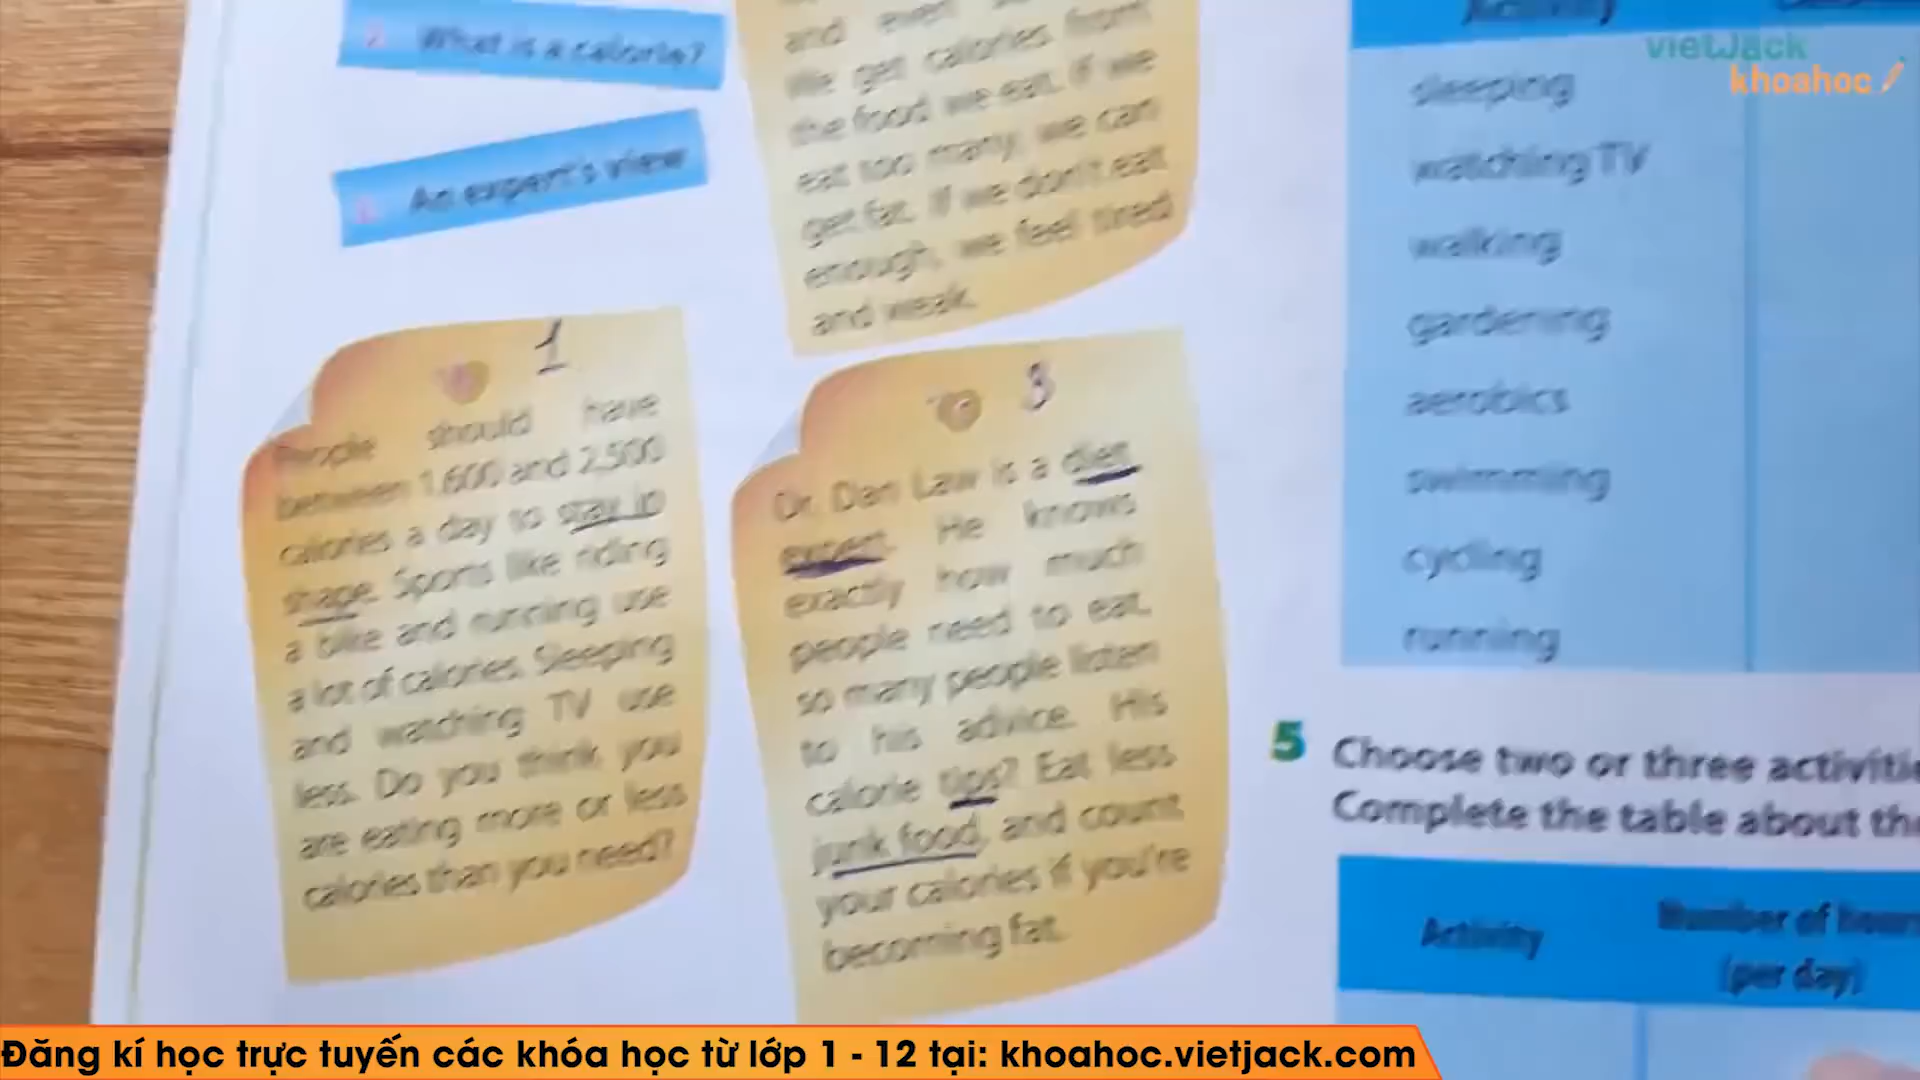 What is a calorie?
An expert's view
and even
We get calories from
the food we eat. If we
eat too many, we can
get fat. If we don't eat
enough, we feel tired
and weak.
1
People should have
between 1,600 and 2,500
calories a day to stay in
shape. Sports like riding
a bike and running use
a lot of calories. Sleeping
and watching TV use
less. Do you think you
are eating more or less
calories than you need?
3
Dr. Dan Law is a diet
expert. He knows
exactly how much
people need to eat,
so many people listen
to his advice. His
calorie tips? Eat less
junk food, and count
your calories if you're
becoming fat.
Activity
vietJack
khoahoc
sleeping
watching TV
walking
gardening
aerobics
swimming
cycling
running
5 Choose two or three
Complete the table about
Activity
Number of hours
(per day)
Đăng kí học trực tuyến các khóa học từ lớp 1 - 12 tại: khoahoc.vietjack.com